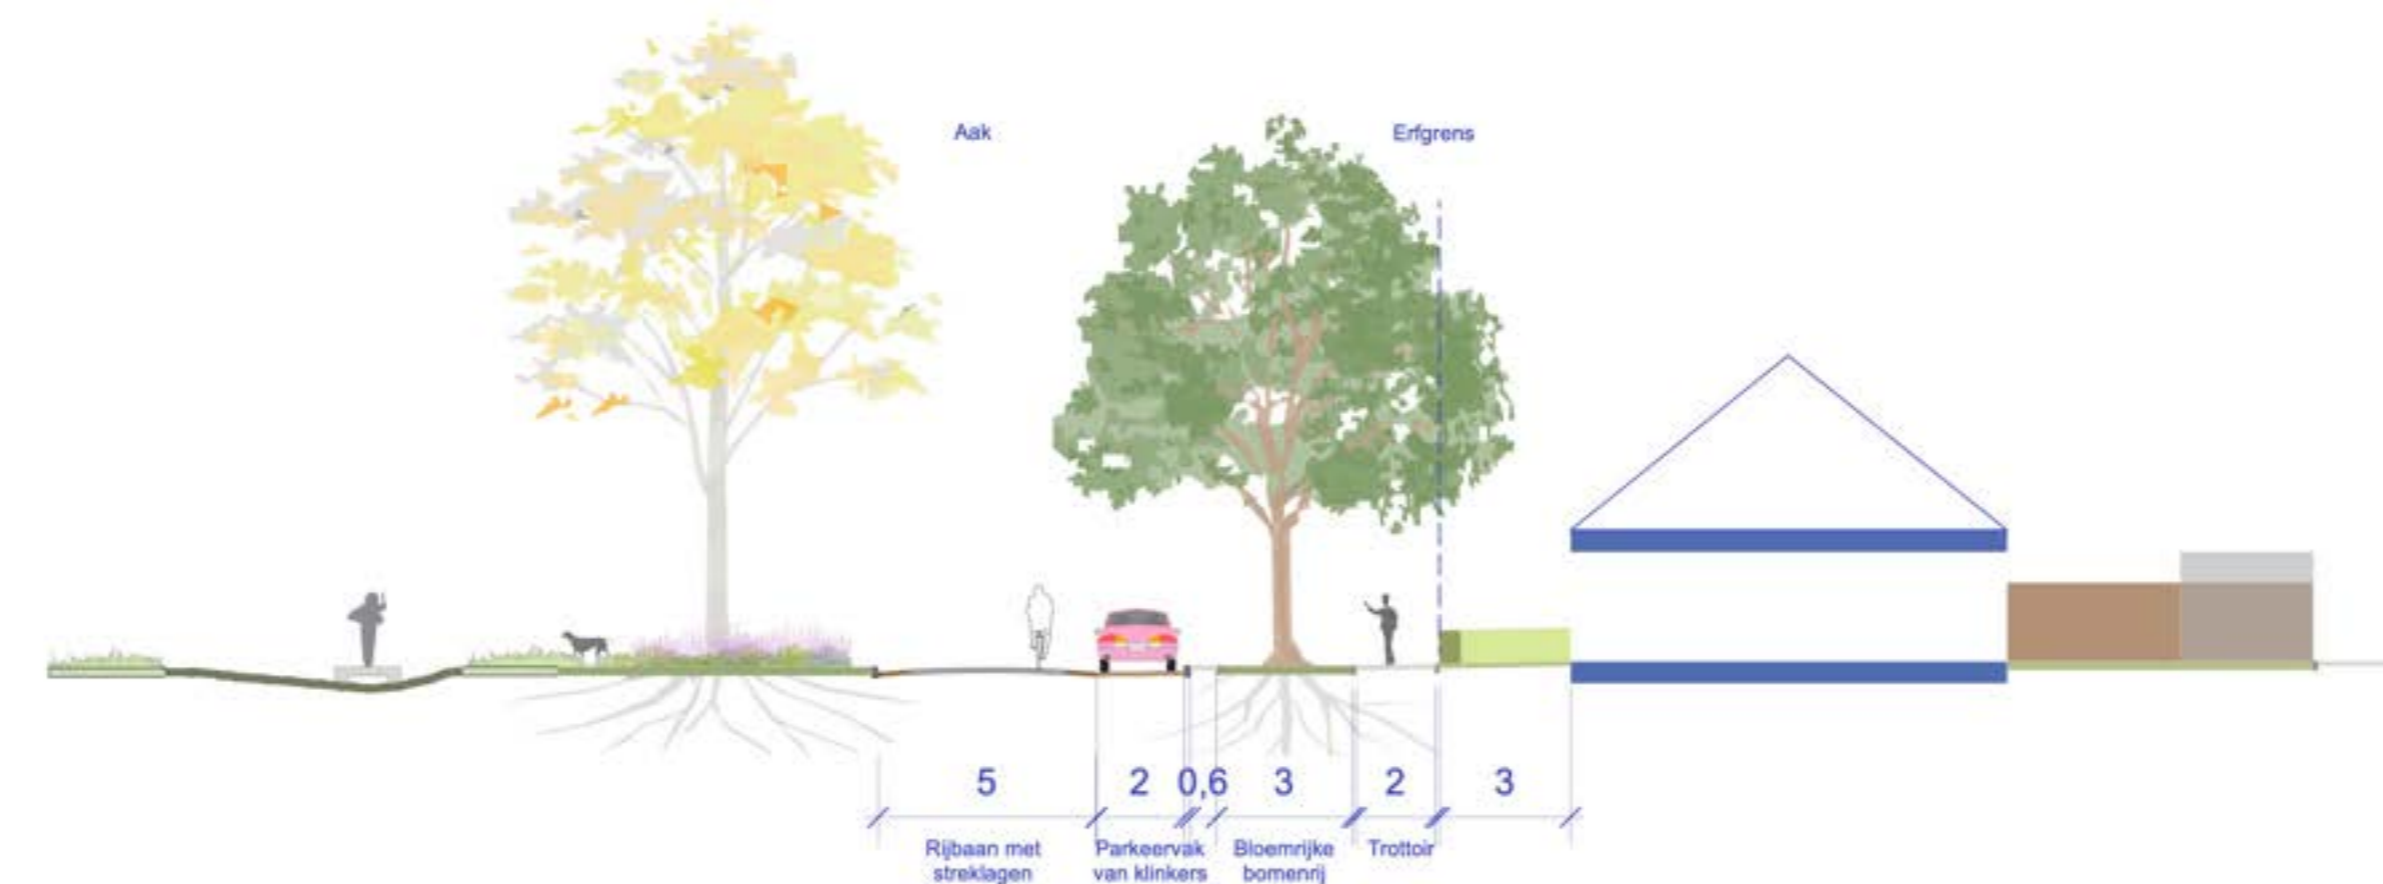 Aak
Erfgrens
5
2
0,6
3
2
3
Rijbaan met
streklagen
Parkeervak
van klinkers
Bloemrijke
bomenrij
Trottoir